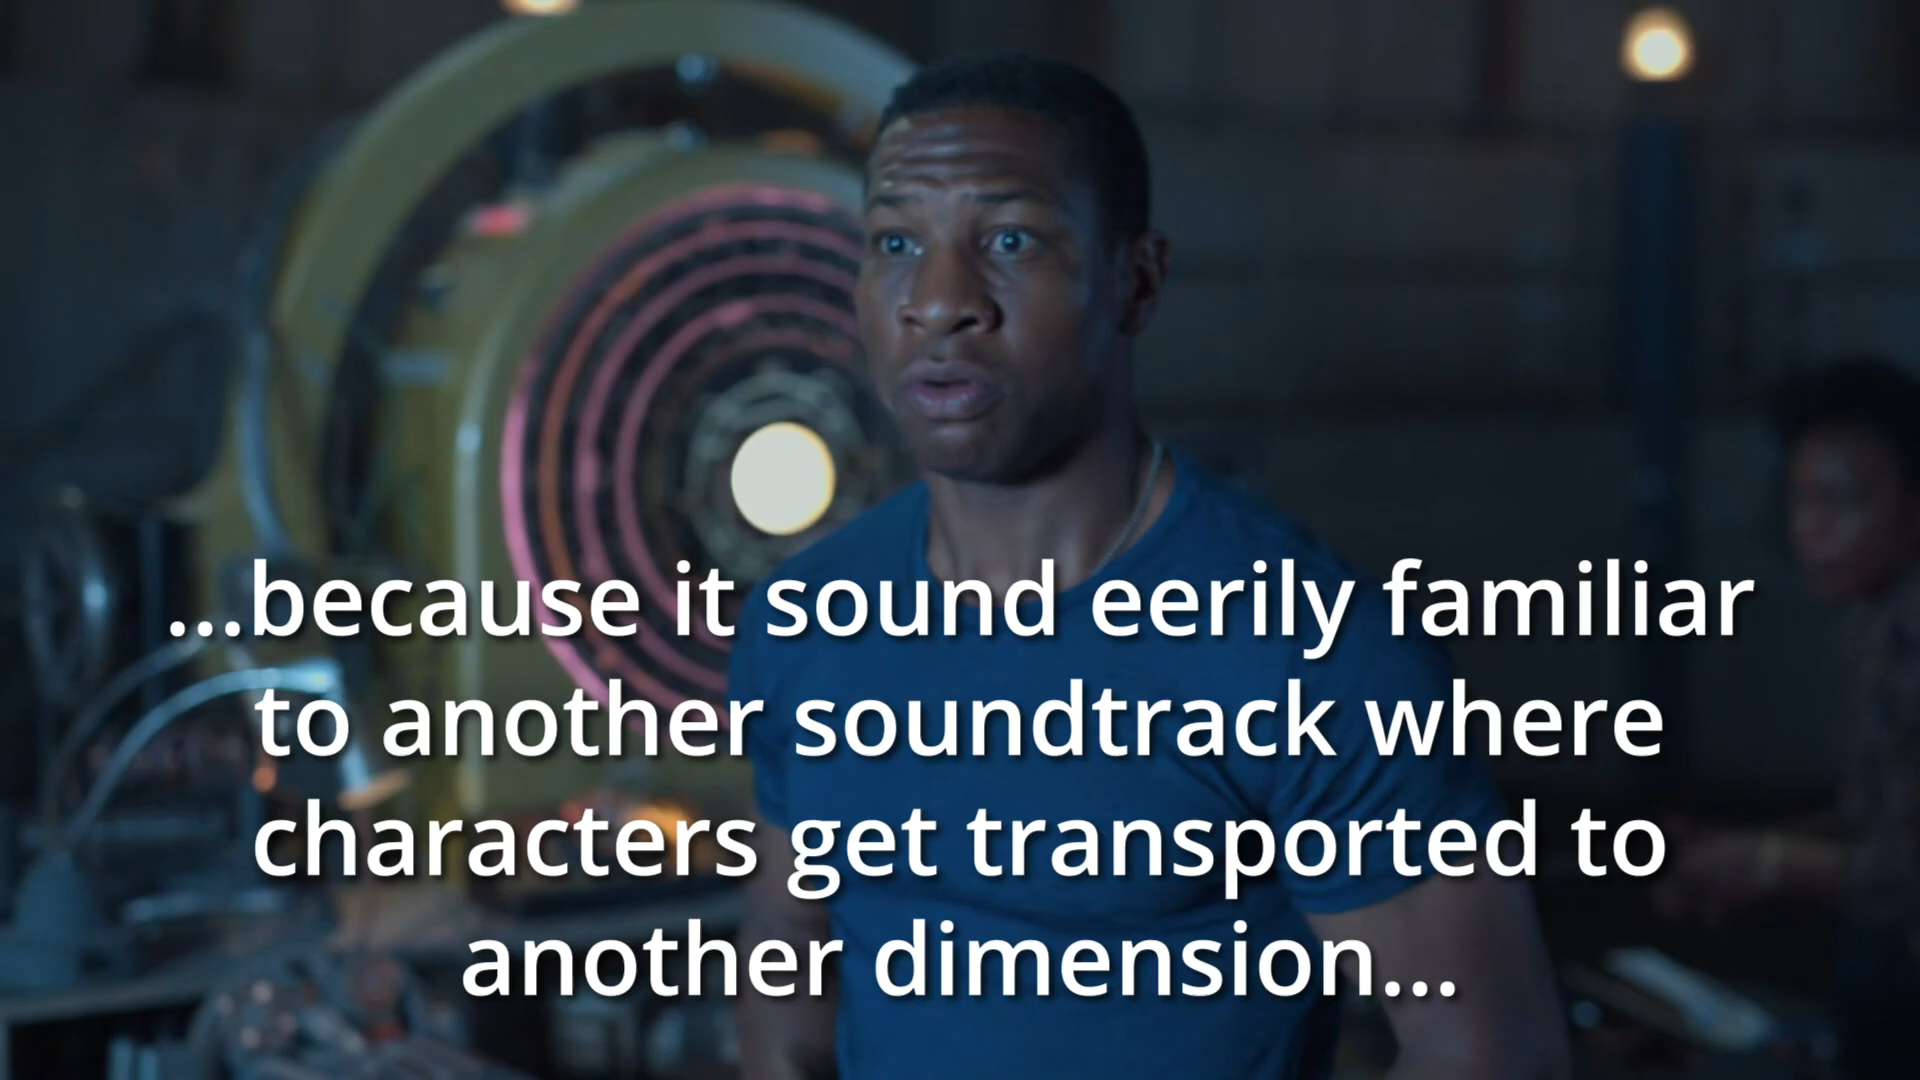 ...because it sound eerily familiar
to another soundtrack where
characters get transported to
another dimension...